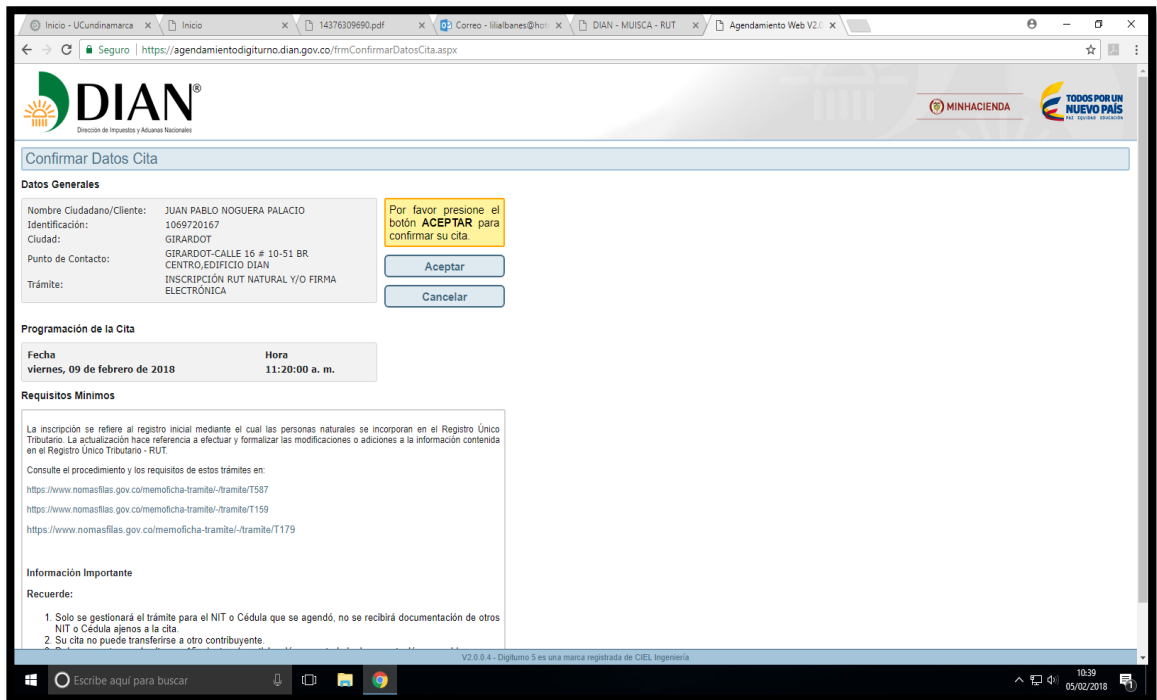 Inicio - UCundinamarca
Inicio
14376309690.pdf
Correo - lilialbanes@hot
DIAN - MUISCA - RUT
Agendamiento Web V2.0
Seguro
https://agendamientodigiturno.dian.gov.co/frmConfirmarDatosCita.aspx
DIAN®
Dirección de Impuestos y Aduanas Nacionales
MINHACIENDA
TODOS POR UN
NUEVO PAÍS
PAZ EQUIDAD EDUCACIÓN
Confirmar Datos Cita
Datos Generales
Nombre Ciudadano/Cliente: JUAN PABLO NOGUERA PALACIO
Identificación: 1069720167
Ciudad: GIRARDOT
Punto de Contacto: GIRARDOT-CALLE 16 # 10-51 BR
CENTRO,EDIFICIO DIAN
Trámite: INSCRIPCIÓN RUT NATURAL Y/O FIRMA
ELECTRÓNICA
Por favor presione el
botón ACEPTAR para
confirmar su cita.
Aceptar
Cancelar
Programación de la Cita
Fecha Hora
viernes, 09 de febrero de 2018 11:20:00 a. m.
Requisitos Mínimos
La inscripción se refiere al registro inicial mediante el cual las personas naturales se incorporan en el Registro Único
Tributario. La actualización hace referencia a efectuar y formalizar las modificaciones o adiciones a la información contenida
en el Registro Único Tributario - RUT.
Consulte el procedimiento y los requisitos de estos trámites en:
https://www.nomasfilas.gov.co/memoficha-tramite/-/tramite/T587
https://www.nomasfilas.gov.co/memoficha-tramite/-/tramite/T159
https://www.nomasfilas.gov.co/memoficha-tramite/-/tramite/T179
Información Importante
Recuerde:
1. Solo se gestionará el trámite para el NIT o Cédula que se agendó, no se recibirá documentación de otros
NIT o Cédula ajenos a la cita.
2. Su cita no puede transferirse a otro contribuyente.
V2.0.0.4 - Digiturno 5 es una marca registrada de CIEL Ingeniería
Escribe aquí para buscar
10:39
05/02/2018